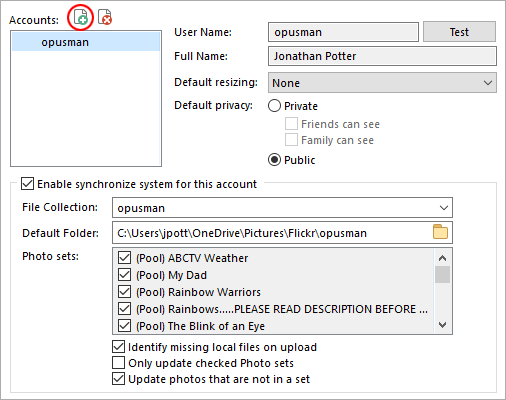 Accounts:
opusman
User Name: opusman Test
Full Name: Jonathan Potter
Default resizing: None
Default privacy: Private
Friends can see
Family can see
Public
Enable synchronize system for this account
File Collection: opusman
Default Folder: C:\Users\jpott\OneDrive\Pictures\Flickr\opusman
Photo sets: (Pool) ABCTV Weather
(Pool) My Dad
(Pool) Rainbow Warriors
(Pool) Rainbows.....PLEASE READ DESCRIPTION BEFORE ...
(Pool) The Blink of an Eye
Identify missing local files on upload
Only update checked Photo sets
Update photos that are not in a set